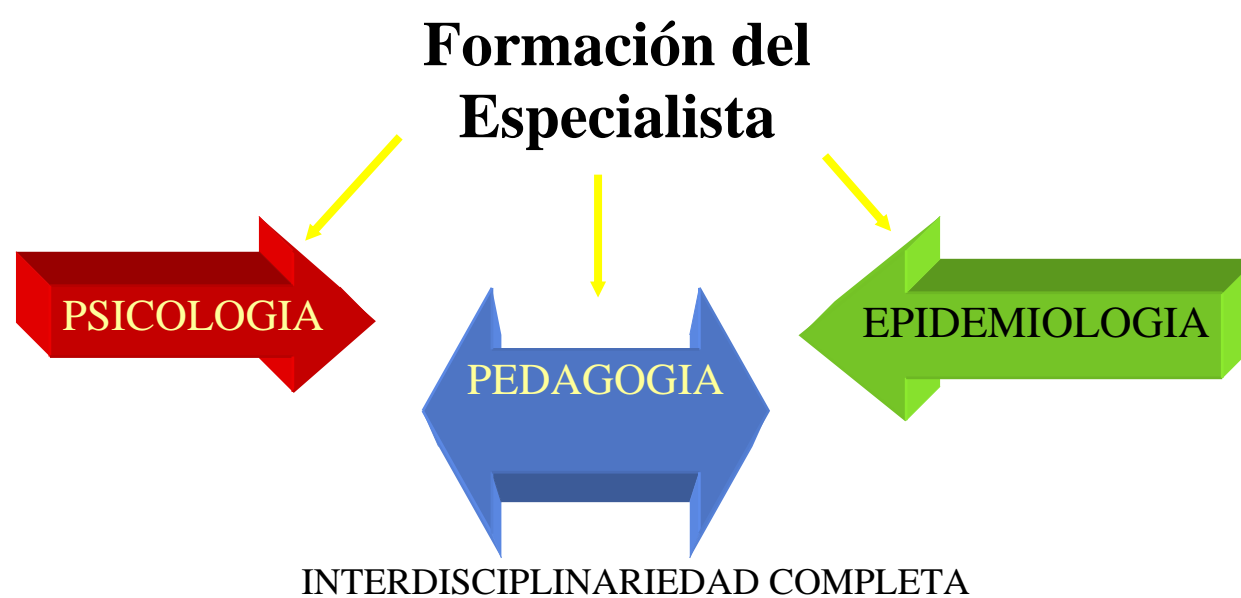 Formación del
Especialista
PSICOLOGIA
PEDAGOGIA
EPIDEMIOLOGIA
INTERDISCIPLINARIEDAD COMPLETA